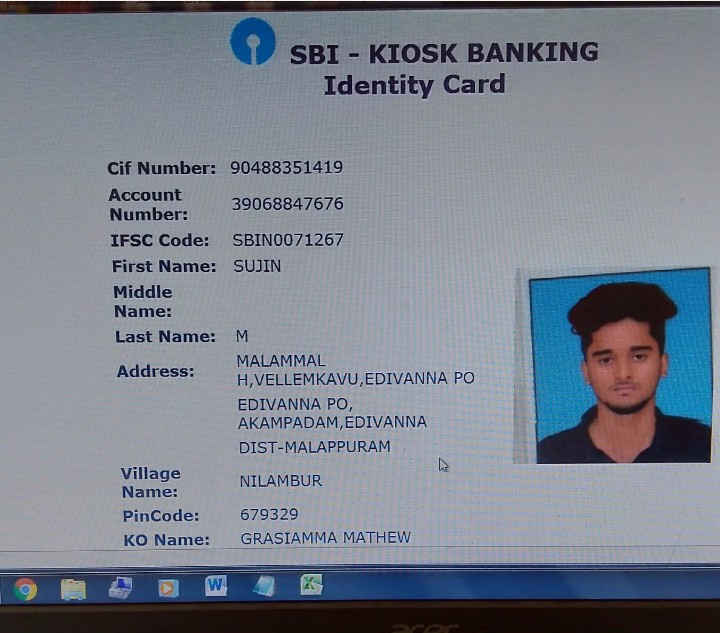 SBI - KIOSK BANKING
Identity Card
Cif Number: 90488351419
Account
Number: 39068847676
IFSC Code: SBIN0071267
First Name: SUJIN
Middle
Name:
Last Name: M
Address: MALAMMAL
H,VELLEMKAVU,EDIVANNA PO
EDIVANNA PO,
AKAMPADAM,EDIVANNA
DIST-MALAPPURAM
Village
Name: NILAMBUR
PinCode: 679329
KO Name: GRASIAMMA MATHEW
acer